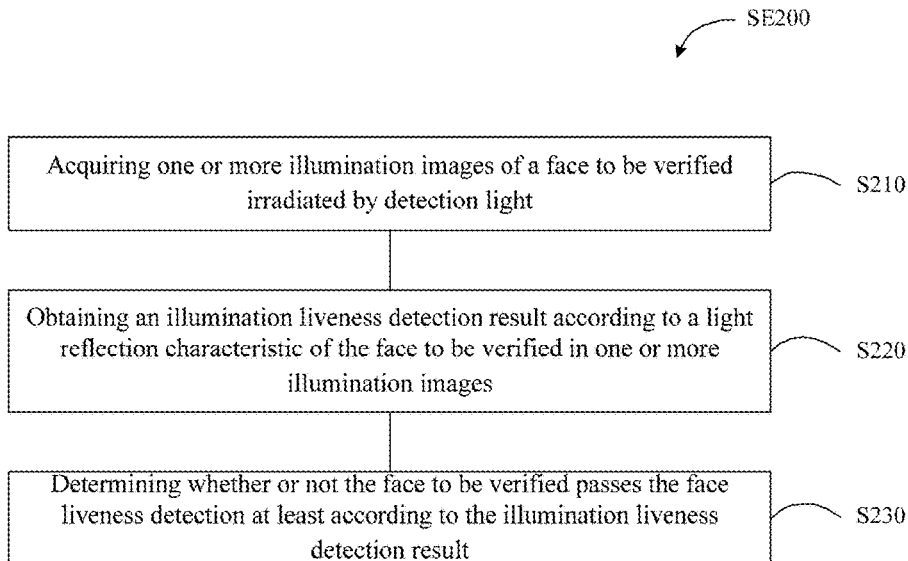 SE200
Acquiring one or more illumination images of a face to be verified
irradiated by detection light
S210
Obtaining an illumination liveness detection result according to a light
reflection characteristic of the face to be verified in one or more
illumination images
S220
Determining whether or not the face to be verified passes the face
liveness detection at least according to the illumination liveness
detection result
S230